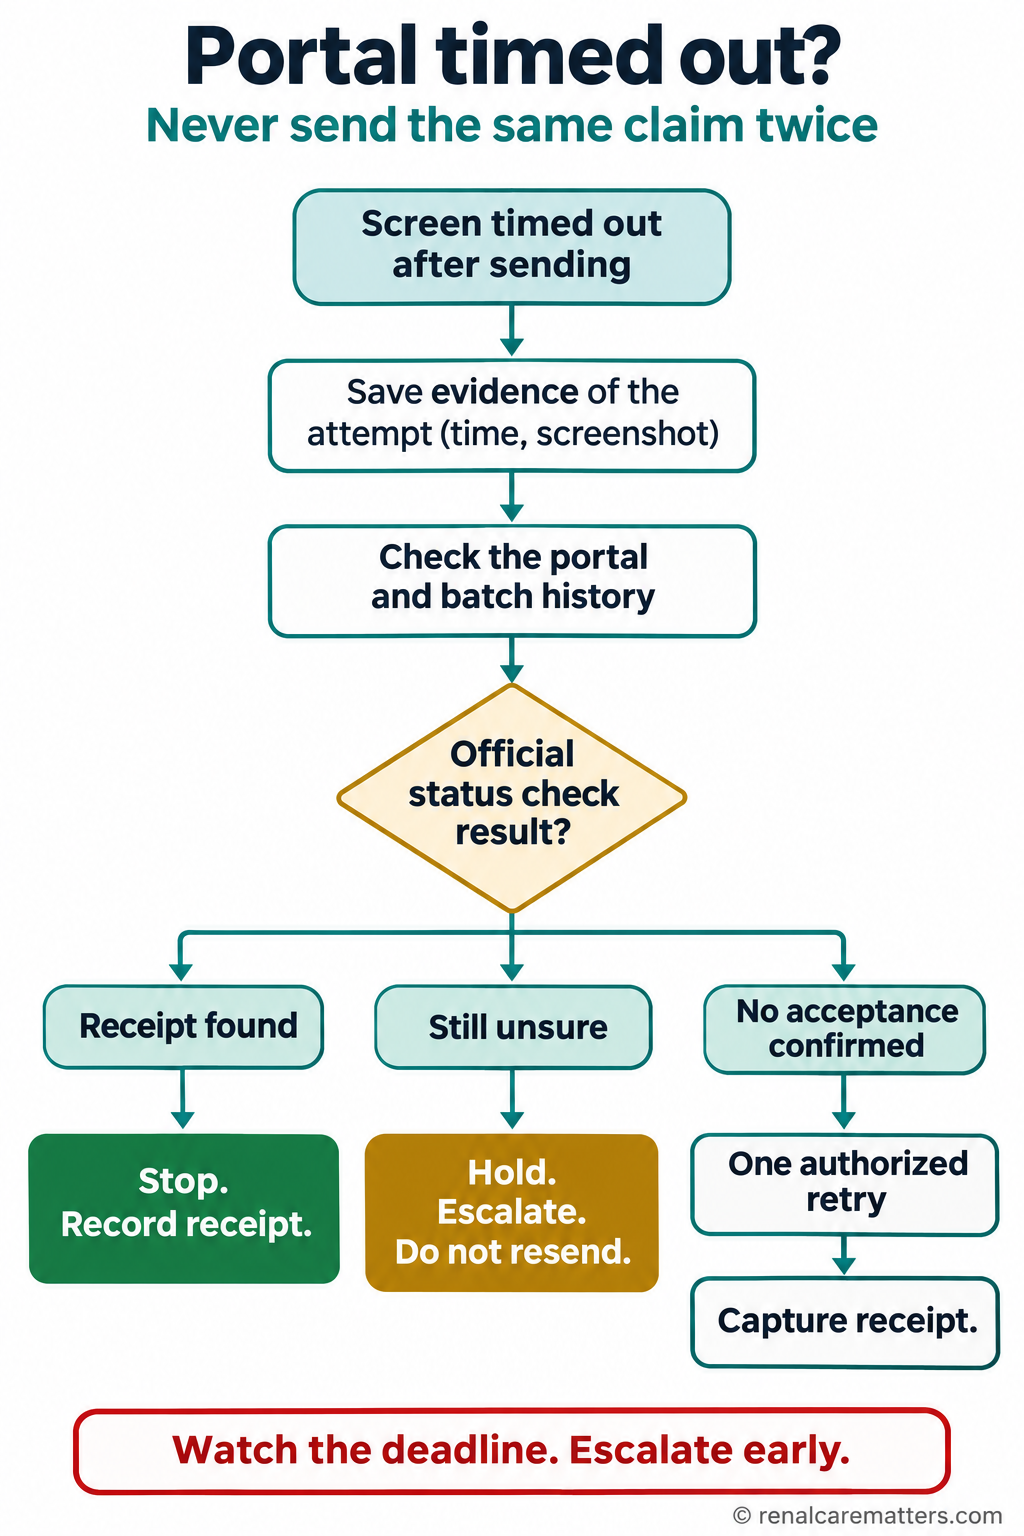 Portal timed out?
Never send the same claim twice
Screen timed out
after sending
Save evidence of the
attempt (time, screenshot)
Check the portal
and batch history
Official
status check
result?
Receipt found
Still unsure
No acceptance
confirmed
Stop.
Record receipt.
Hold.
Escalate.
Do not resend.
One authorized
retry
Capture receipt.
Watch the deadline. Escalate early.
© renalcarematters.com